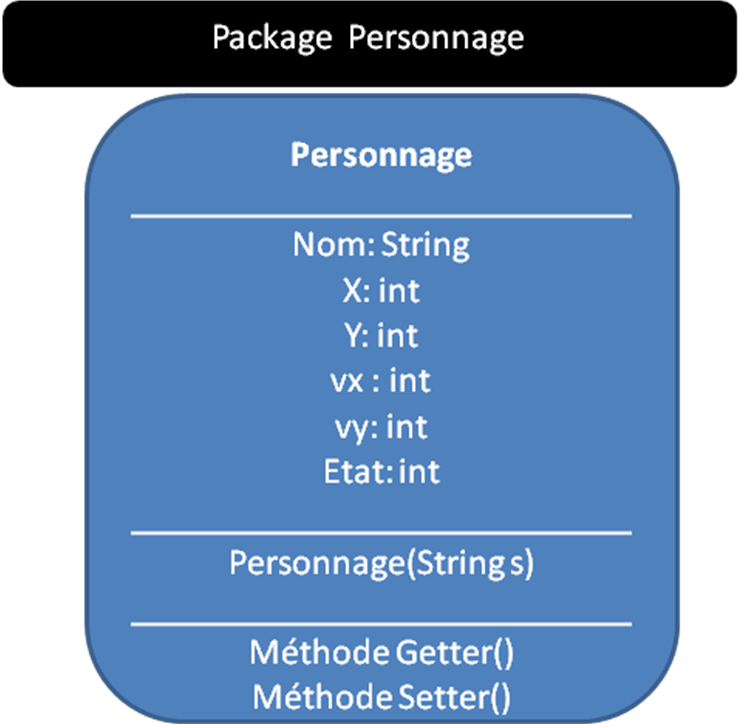 Package Personnage
Personnage
Nom: String
X: int
Y: int
vx : int
vy: int
Etat: int
Personnage(String s)
Méthode Getter()
Méthode Setter()